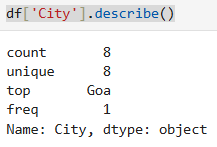 df['City'].describe()
count 8
unique 8
top Goa
freq 1
Name: City, dtype: object